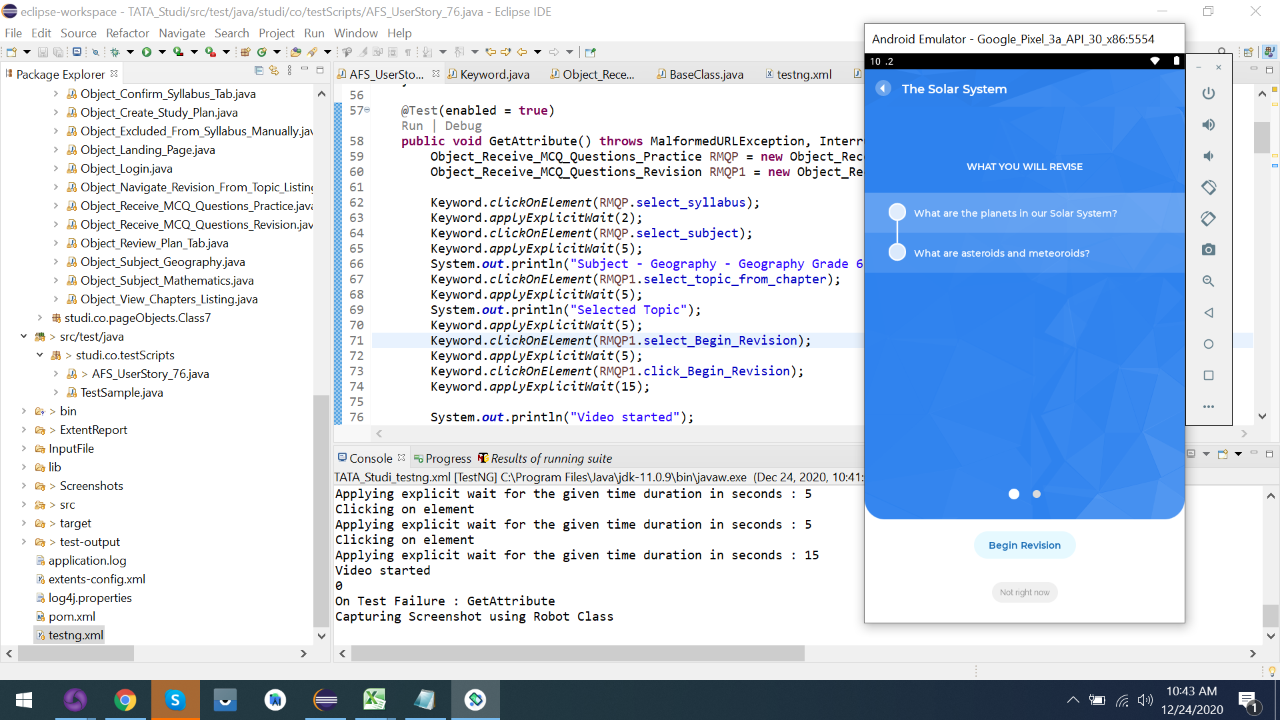 eclipse-workspace - TATA_Studi/src/test/java/studi/co/testScripts/AFS_UserStory_76.java - Eclipse IDE
File Edit Source Refactor Navigate Search Project Run Window Help
Package Explorer
Object_Confirm_Syllabus_Tab.java
Object_Create_Study_Plan.java
Object_Excluded_From_Syllabus_Manually.jav
Object_Landing_Page.java
Object_Login.java
Object_Navigate_Revision_From_Topic_Listing
Object_Receive_MCQ_Questions_Practice.java
Object_Receive_MCQ_Questions_Revision.java
Object_Review_Plan_Tab.java
Object_Subject_Geography.java
Object_Subject_Mathematics.java
Object_View_Chapters_Listing.java
studi.co.pageObjects.Class7
> src/test/java
> studi.co.testScripts
> AFS_UserStory_76.java
TestSample.java
> bin
> ExtentReport
InputFile
> lib
> Screenshots
> src
> target
> test-output
application.log
extents-config.xml
log4j.properties
pom.xml
testng.xml
AFS_UserSto... Keyword.java Object_Rece... BaseClass.java testng.xml
56
57 @Test(enabled = true)
Run | Debug
58 public void GetAttribute() throws MalformedURLException, Interr
59 Object_Receive_MCQ_Questions_Practice RMQP = new Object_Rec
60 Object_Receive_MCQ_Questions_Revision RMQP1 = new Object_Re
61
62 Keyword.clickOnElement(RMQP.select_syllabus);
63 Keyword.applyExplicitWait(2);
64 Keyword.clickOnElement(RMQP.select_subject);
65 Keyword.applyExplicitWait(5);
66 System.out.println("Subject - Geography - Geography Grade 6
67 Keyword.clickOnElement(RMQP1.select_topic_from_chapter);
68 Keyword.applyExplicitWait(5);
69 System.out.println("Selected Topic");
70 Keyword.applyExplicitWait(5);
71 Keyword.clickOnElement(RMQP1.select_Begin_Revision);
72 Keyword.applyExplicitWait(5);
73 Keyword.clickOnElement(RMQP1.click_Begin_Revision);
74 Keyword.applyExplicitWait(15);
75
76 System.out.println("Video started");
Console Progress Results of running suite
TATA_Studi_testng.xml [TestNG] C:\Program Files\Java\jdk-11.0.9\bin\javaw.exe (Dec 24, 2020, 10:41:
Applying explicit wait for the given time duration in seconds : 5
Clicking on element
Applying explicit wait for the given time duration in seconds : 5
Clicking on element
Applying explicit wait for the given time duration in seconds : 15
Video started
0
On Test Failure : GetAttribute
Capturing Screenshot using Robot Class
Android Emulator - Google_Pixel_3a_API_30_x86:5554
10 .2
The Solar System
WHAT YOU WILL REVISE
What are the planets in our Solar System?
What are asteroids and meteoroids?
Begin Revision
Not right now
10:43 AM
12/24/2020
1